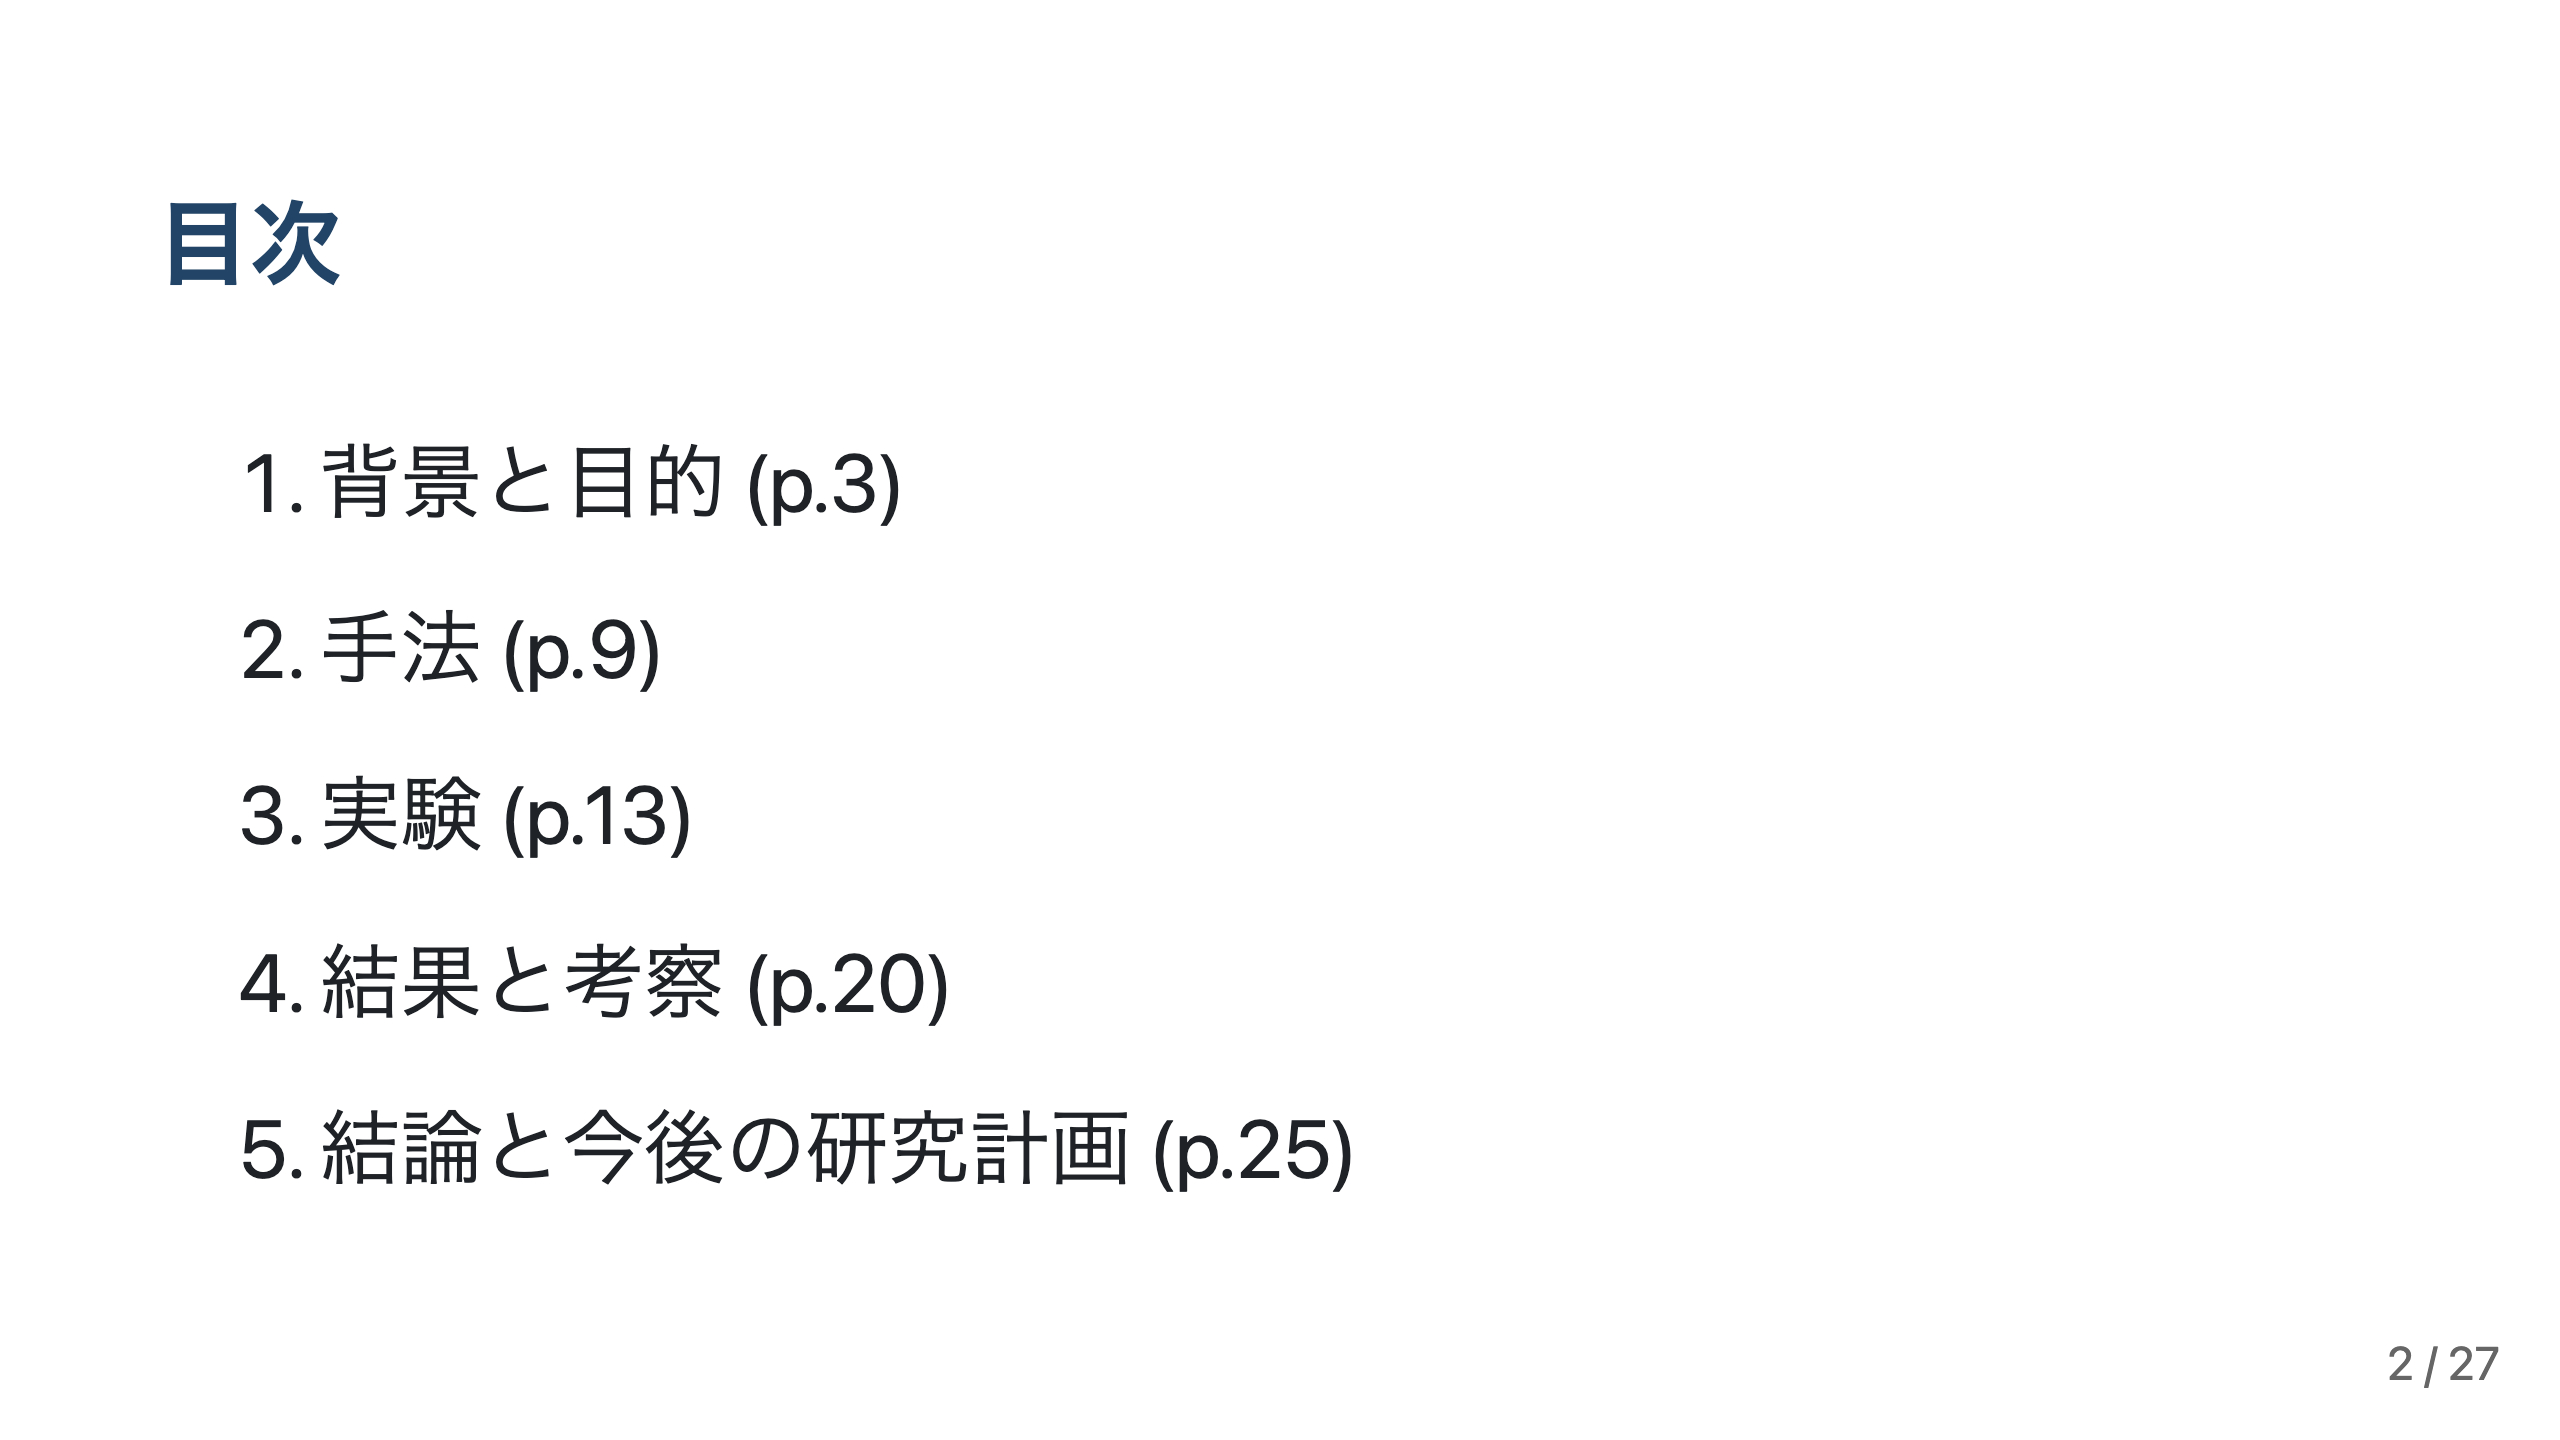 目次
1. 背景と目的 (p.3)
2. 手法 (p.9)
3. 実験 (p.13)
4. 結果と考察 (p.20)
5. 結論と今後の研究計画 (p.25)
2 / 27